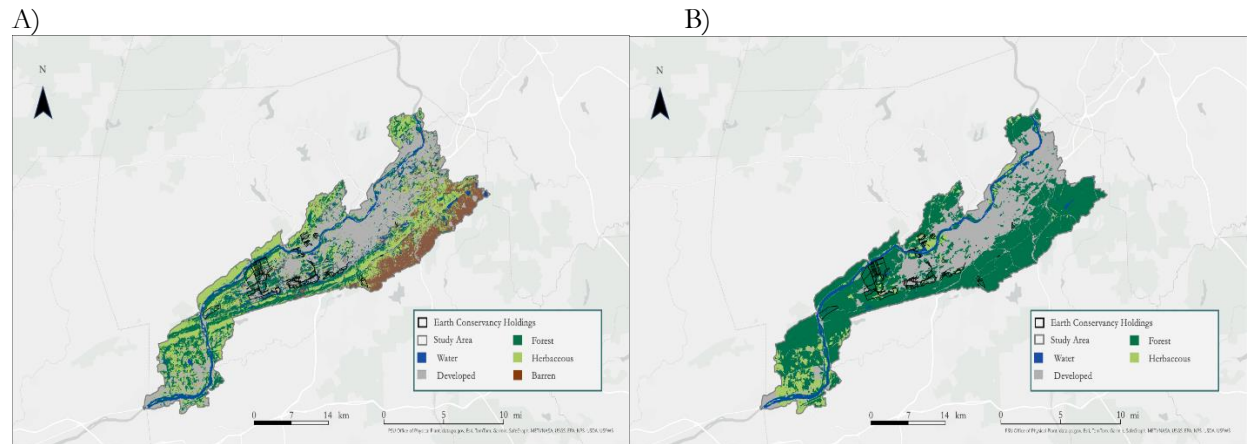 A)
B)
N
Earth Conservancy Holdings
Study Area
Water
Developed
Forest
Herbaceous
Barren
0 7 14 km
0 5 10 mi
N
Earth Conservancy Holdings
Study Area
Water
Developed
Forest
Herbaceous
0 7 14 km
0 5 10 mi